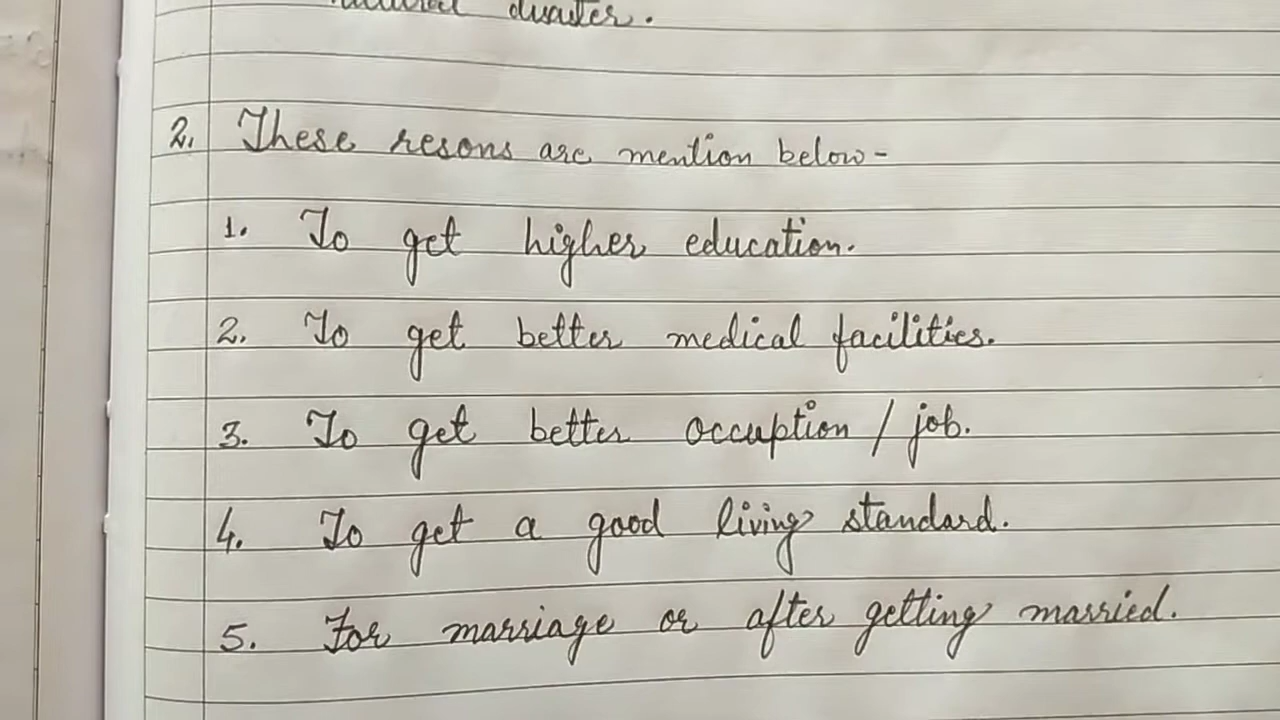 2. These resons are mention below-
1. To get higher education.
2. To get better medical facilities.
3. To get better occuption / job.
4. To get a good living standard.
5. For marriage or after getting married.